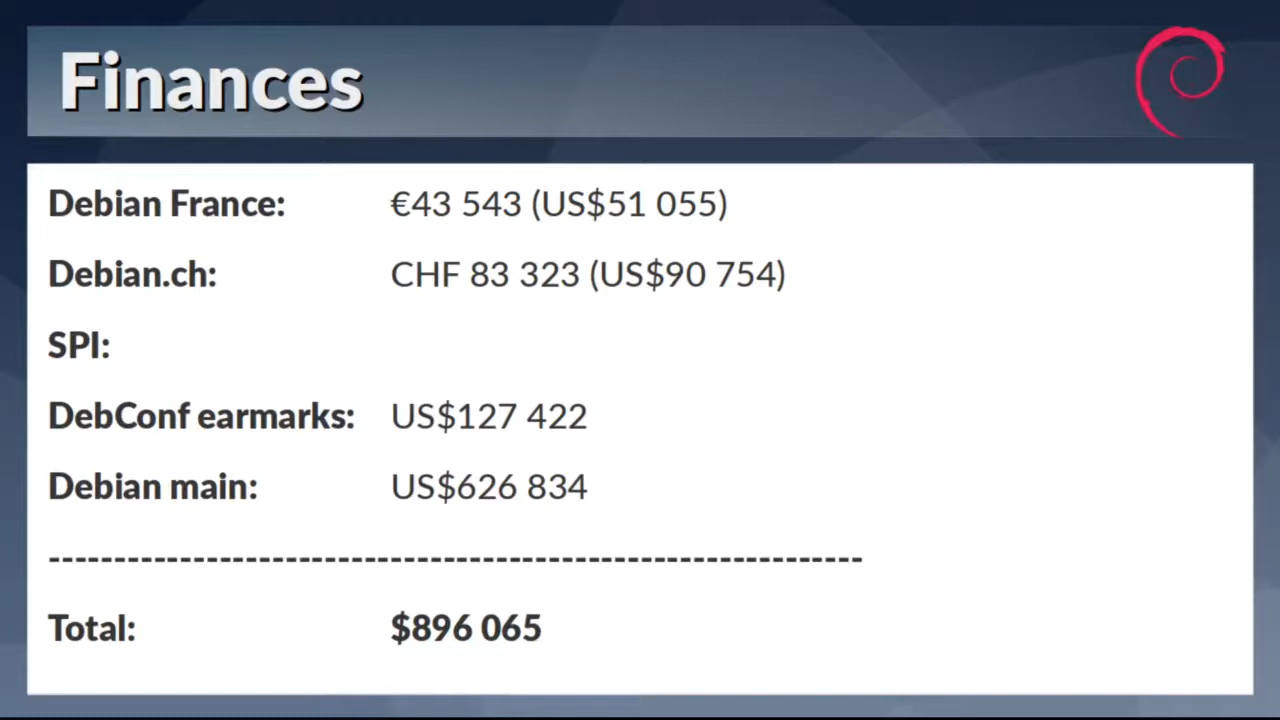 Finances
Debian France: €43 543 (US$51 055)
Debian.ch: CHF 83 323 (US$90 754)
SPI:
DebConf earmarks: US$127 422
Debian main: US$626 834
--------------------------------------------------------------
Total: $896 065